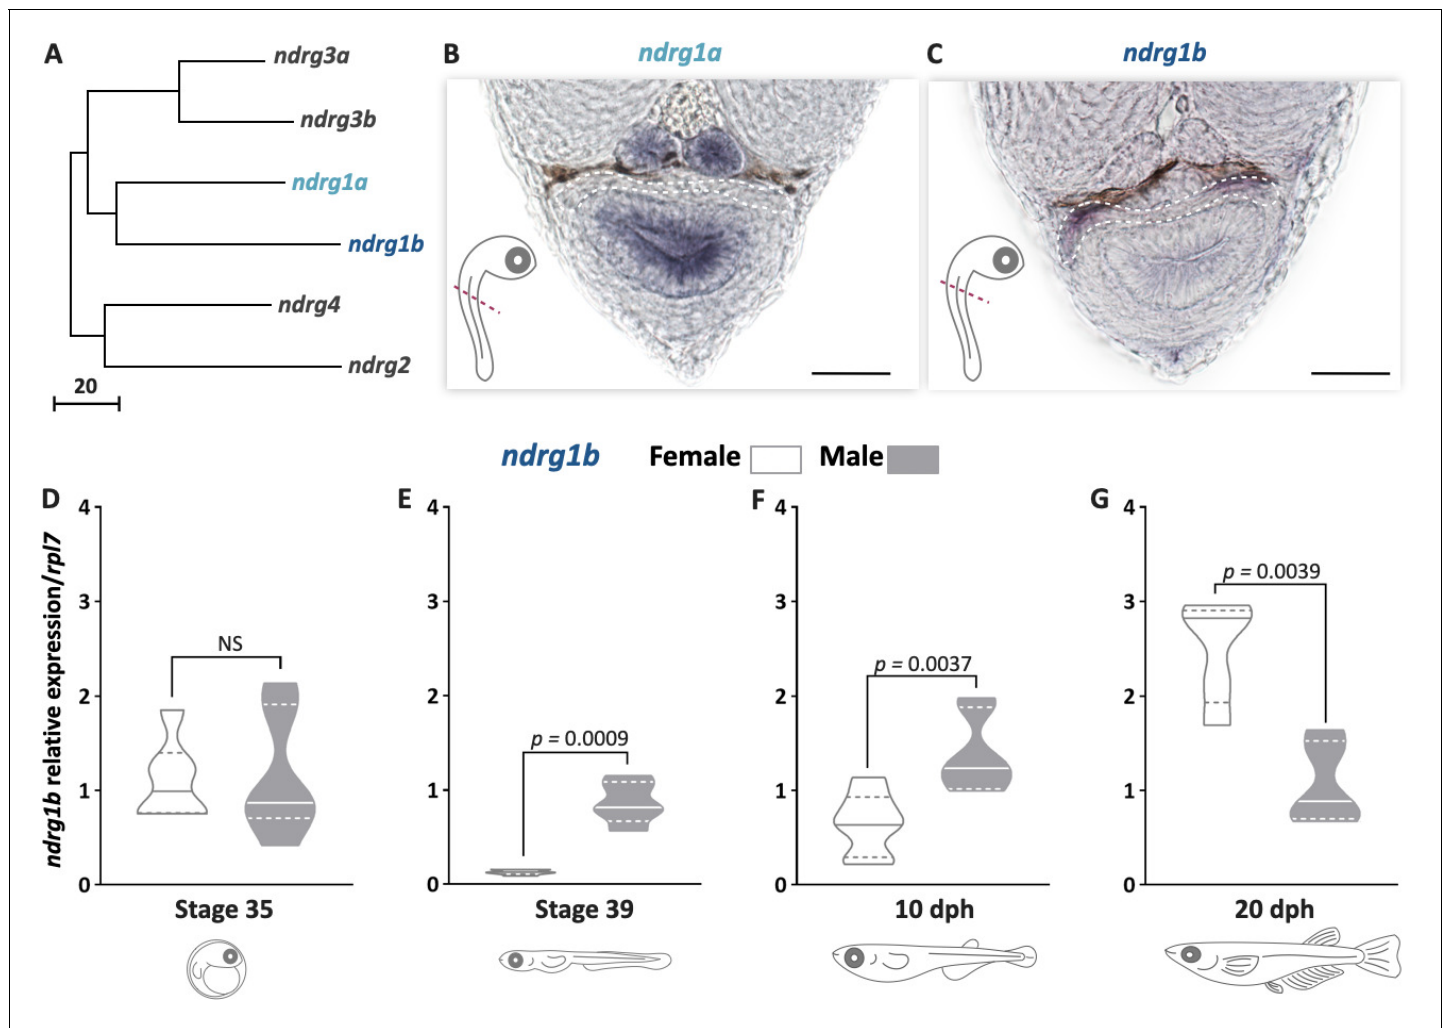 A
ndrg3a
ndrg3b
ndrg1a
ndrg1b
ndrg4
ndrg2
20
B
ndrg1a
C
ndrg1b
ndrg1b Female Male
D
ndrg1b relative expression/rpl7
4
3
2
1
0
NS
Stage 35
E
4
3
2
1
0
p = 0.0009
Stage 39
F
4
3
2
1
0
p = 0.0037
10 dph
G
4
3
2
1
0
p = 0.0039
20 dph